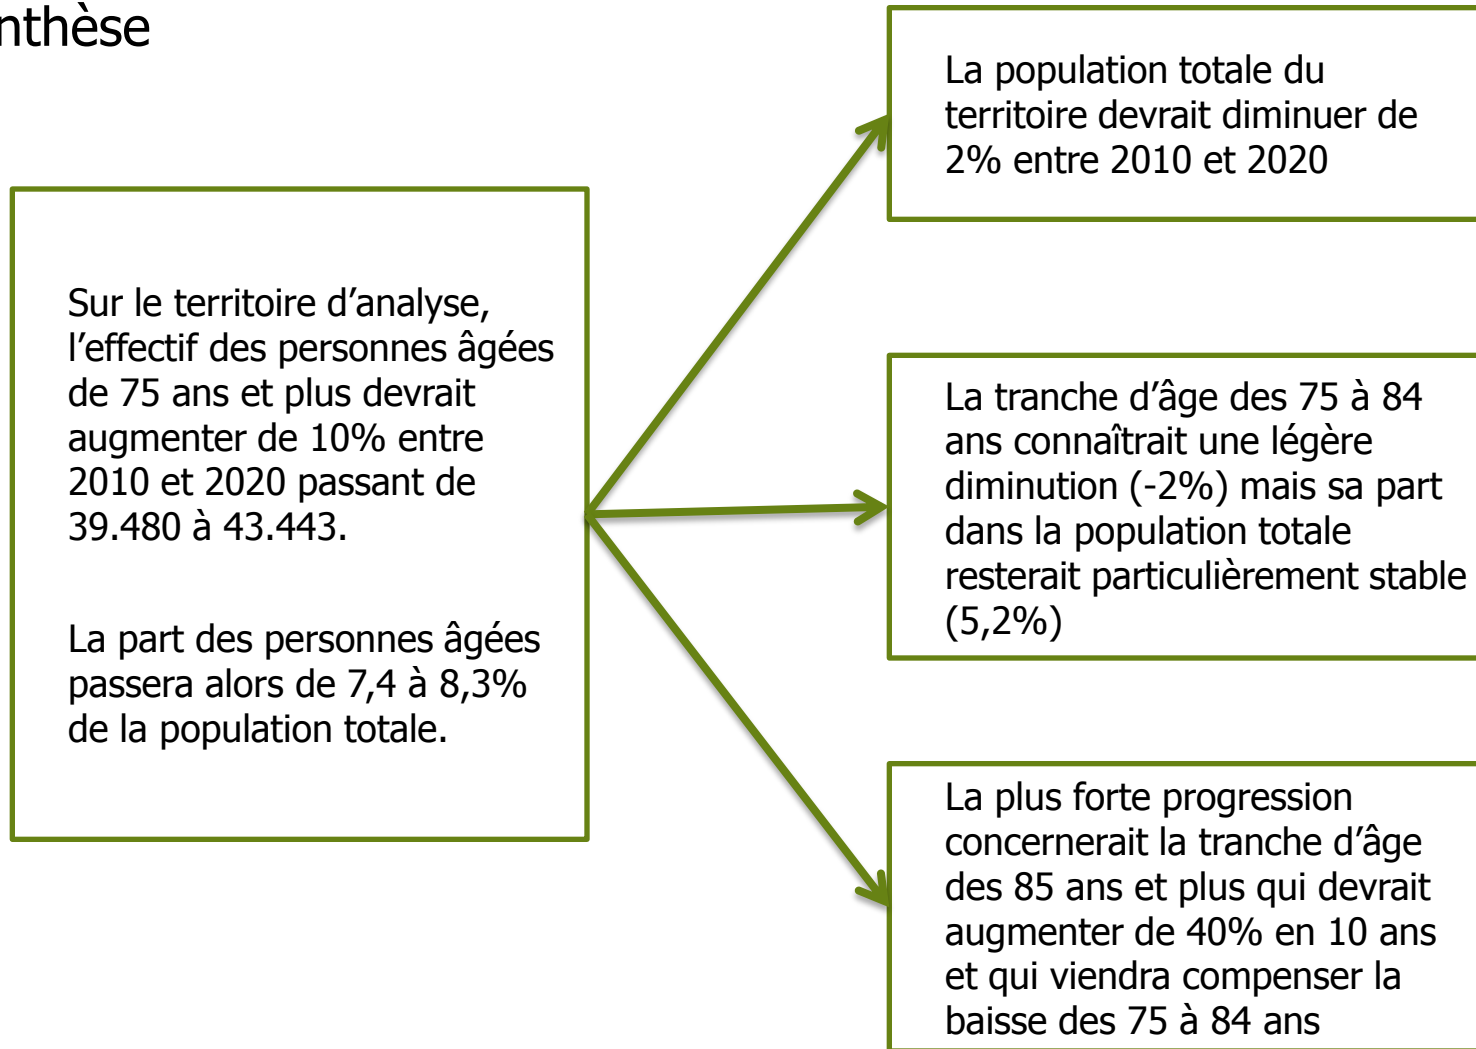 nthèse
Sur le territoire d’analyse,
l’effectif des personnes âgées
de 75 ans et plus devrait
augmenter de 10% entre
2010 et 2020 passant de
39.480 à 43.443.
La part des personnes âgées
passera alors de 7,4 à 8,3%
de la population totale.
La population totale du
territoire devrait diminuer de
2% entre 2010 et 2020
La tranche d’âge des 75 à 84
ans connaîtrait une légère
diminution (-2%) mais sa part
dans la population totale
resterait particulièrement stable
(5,2%)
La plus forte progression
concernerait la tranche d’âge
des 85 ans et plus qui devrait
augmenter de 40% en 10 ans
et qui viendra compenser la
baisse des 75 à 84 ans